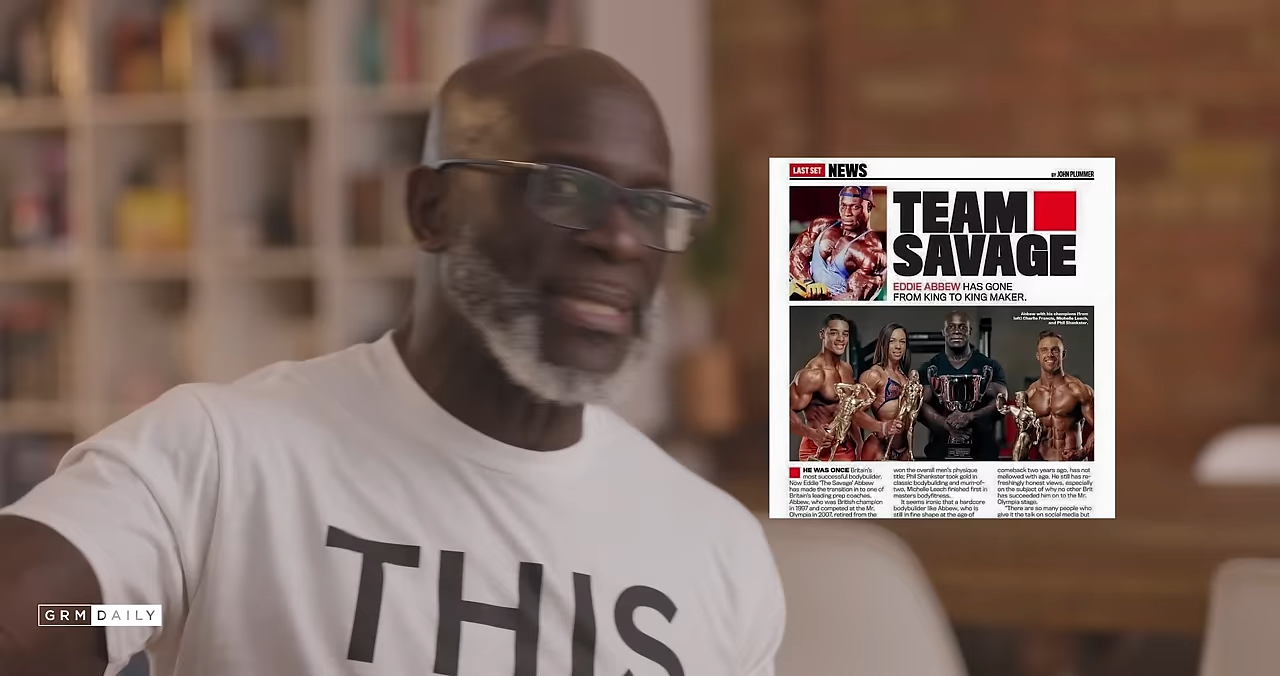 LAST SET NEWS
BY JOHN PLUMMER
TEAM
SAVAGE
EDDIE ABBEW HAS GONE
FROM KING TO KING MAKER.
Abbew with his champions (from
left) Charlie Francis, Michelle Leech,
and Phil Shankster.
HE WAS ONCE Britain's
most successful bodybuilder.
Now Eddie 'The Savage' Abbew
has made the transition in to one of
Britain's leading prep coaches.
Abbew, who was British champion
in 1997 and competed at the Mr.
Olympia in 2007, retired from the
won the overall men's physique
title; Phil Shankster took gold in
classic bodybuilding and mum-of-
two, Michelle Leach finished first in
masters bodyfitness.
It seems ironic that a hardcore
bodybuilder like Abbew, who is
still in fine shape at the age of
comeback two years ago, has not
mellowed with age. He still has re-
freshingly honest views, especially
on the subject of why no other Brit
has succeeded him on to the Mr.
Olympia stage.
"There are so many people who
give it the talk on social media but
THIS
GRM DAILY